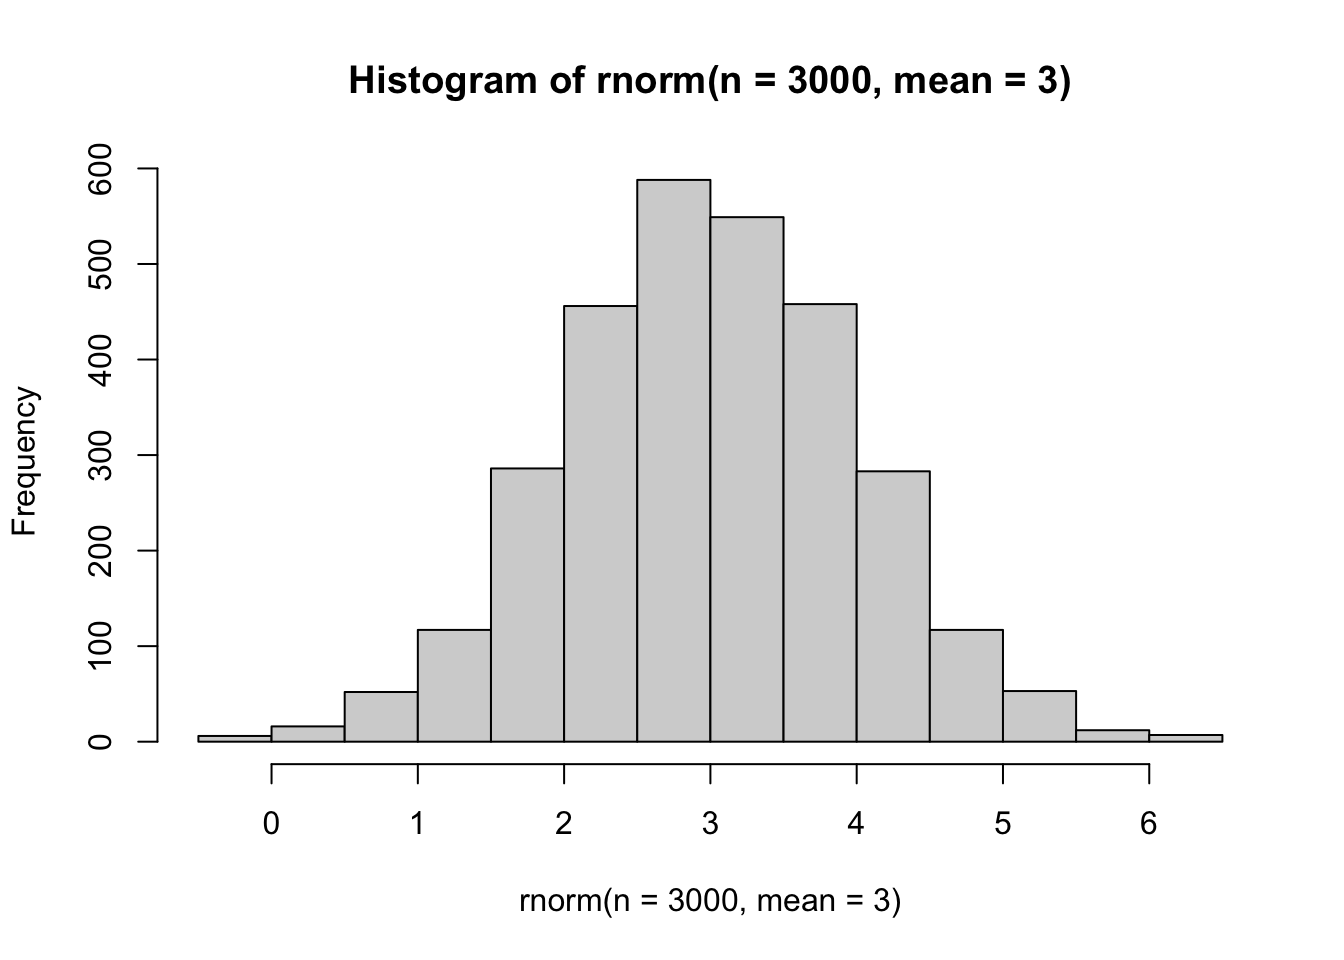 Histogram of rnorm(n = 3000, mean = 3)
600
500
400
300
200
100
0
Frequency
0 1 2 3 4 5 6
rnorm(n = 3000, mean = 3)